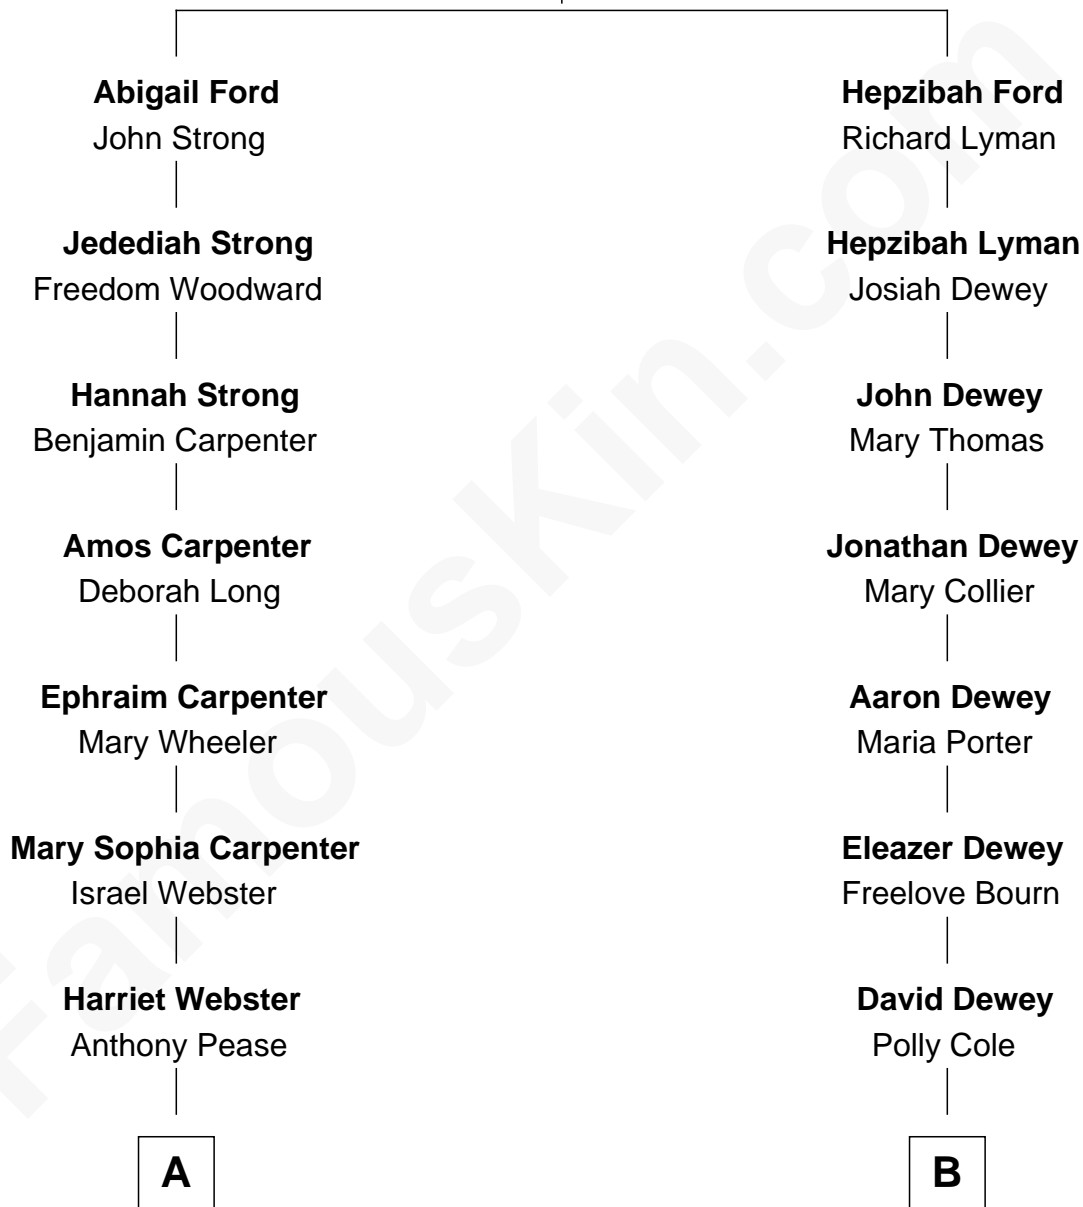 Abigail Ford
John Strong
Jedediah Strong
Freedom Woodward
Hannah Strong
Benjamin Carpenter
Amos Carpenter
Deborah Long
Ephraim Carpenter
Mary Wheeler
Mary Sophia Carpenter
Israel Webster
Harriet Webster
Anthony Pease
A
Hepzibah Ford
Richard Lyman
Hepzibah Lyman
Josiah Dewey
John Dewey
Mary Thomas
Jonathan Dewey
Mary Collier
Aaron Dewey
Maria Porter
Eleazer Dewey
Freelove Bourn
David Dewey
Polly Cole
B
FamousKin.com